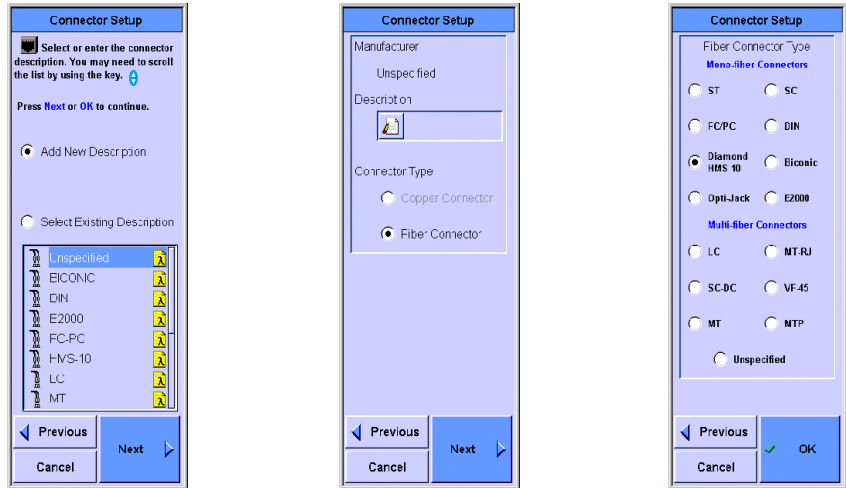 Connector Setup
Select or enter the connector
description. You may need to scroll
the list by using the key.
Press Next or OK to continue.
Add New Description
Select Existing Description
Unspecified
BICONIC
DIN
E2000
FC-PC
HMS-10
LC
MT
Previous
Next
Cancel
Connector Setup
Manufacturer
Unspecified
Description
Connector Type
Copper Connector
Fiber Connector
Previous
Next
Cancel
Connector Setup
Fiber Connector Type
Mono-fiber Connectors
ST SC
FC/PC DIN
Diamond
HMS 10 Biconic
Opti-Jack E2000
Multi-fiber Connectors
LC MT-RJ
SC-DC VF-45
MT MTP
Unspecified
Previous
OK
Cancel